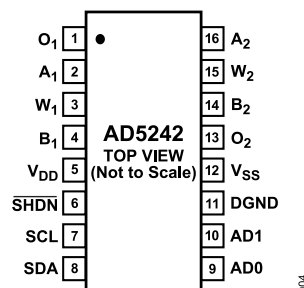 O1 1 16 A2
A1 2 15 W2
W1 3 14 B2
B1 4 AD5242 13 O2
TOP VIEW
VDD 5 (Not to Scale) 12 VSS
SHDN 6 11 DGND
SCL 7 10 AD1
SDA 8 9 AD0